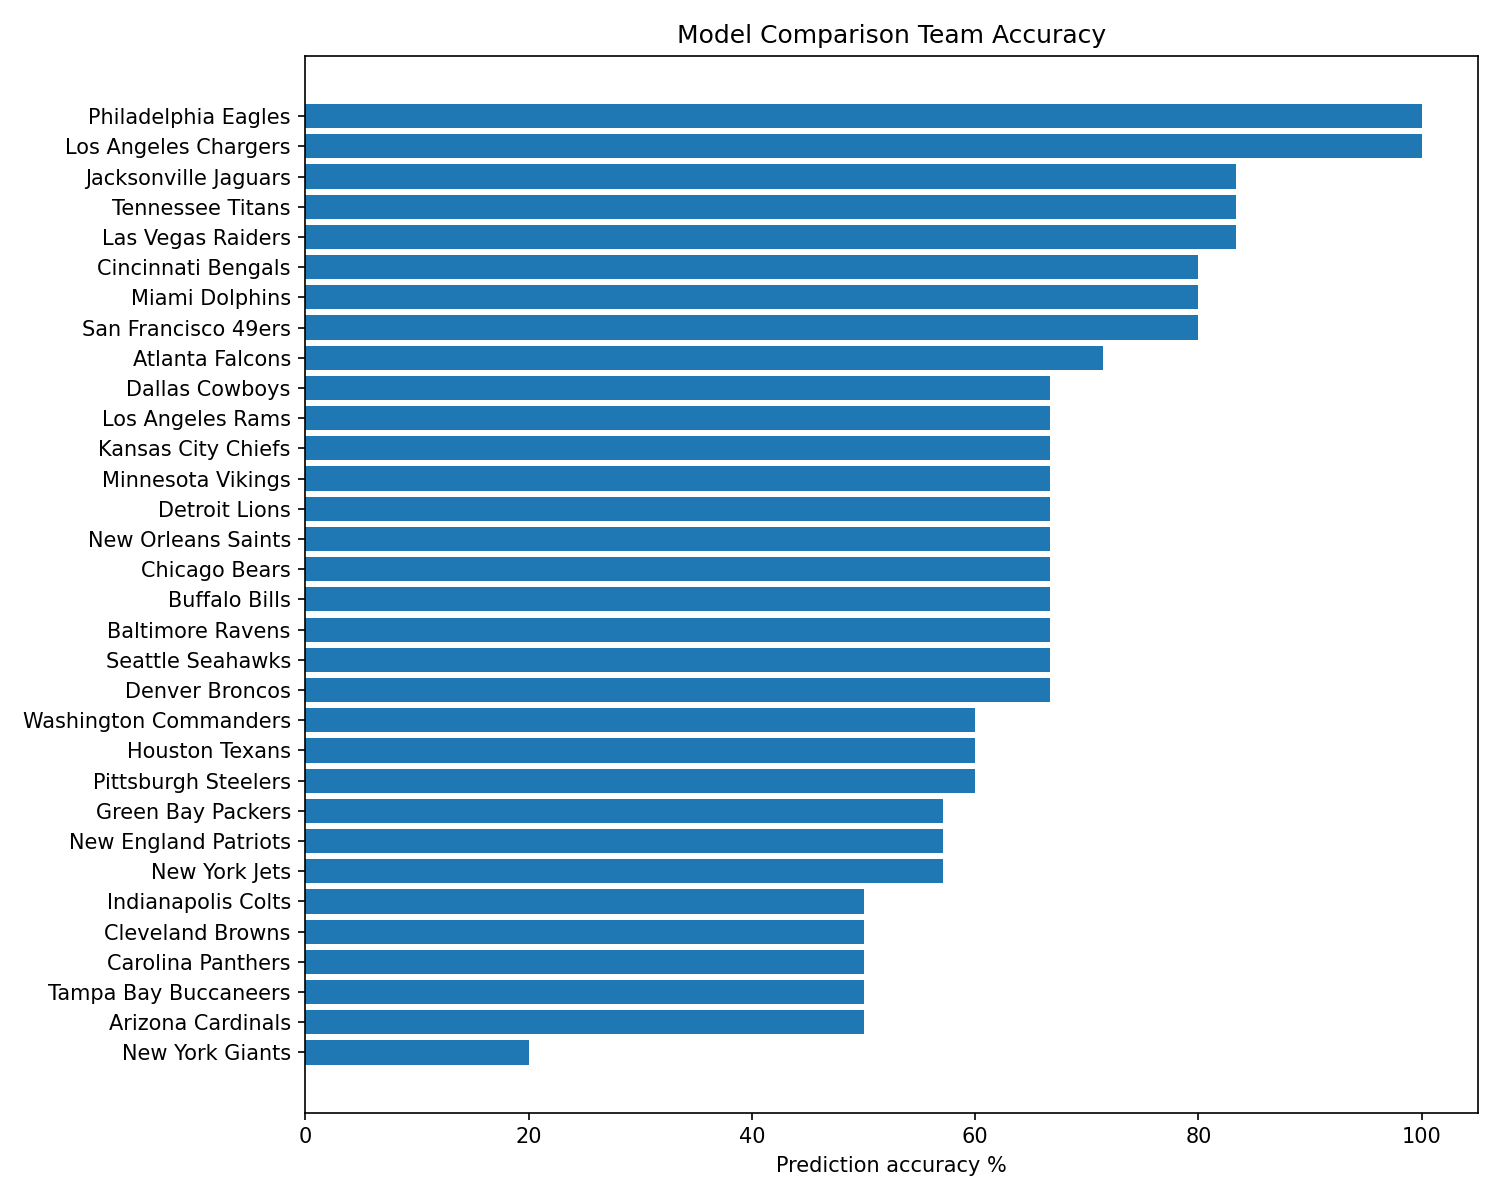 Model Comparison Team Accuracy
Philadelphia Eagles
Los Angeles Chargers
Jacksonville Jaguars
Tennessee Titans
Las Vegas Raiders
Cincinnati Bengals
Miami Dolphins
San Francisco 49ers
Atlanta Falcons
Dallas Cowboys
Los Angeles Rams
Kansas City Chiefs
Minnesota Vikings
Detroit Lions
New Orleans Saints
Chicago Bears
Buffalo Bills
Baltimore Ravens
Seattle Seahawks
Denver Broncos
Washington Commanders
Houston Texans
Pittsburgh Steelers
Green Bay Packers
New England Patriots
New York Jets
Indianapolis Colts
Cleveland Browns
Carolina Panthers
Tampa Bay Buccaneers
Arizona Cardinals
New York Giants
0 20 40 60 80 100
Prediction accuracy %